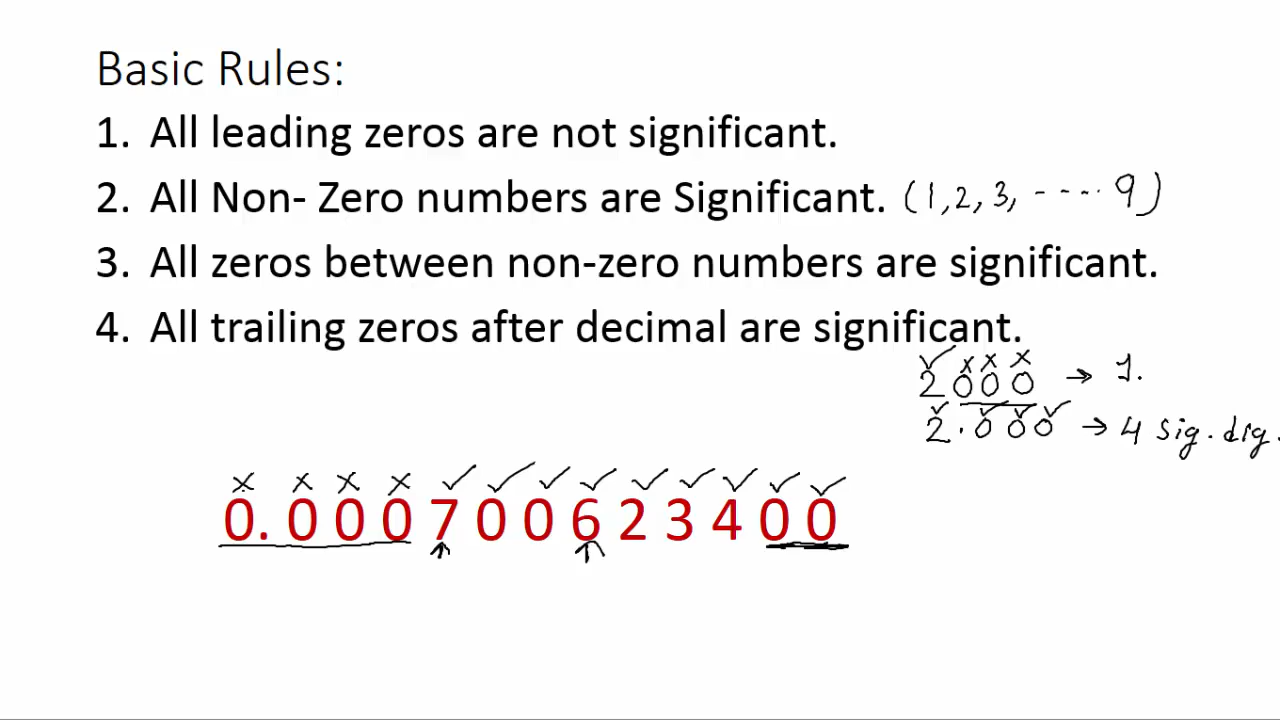 Basic Rules:
1. All leading zeros are not significant.
2. All Non- Zero numbers are Significant. (1,2,3, ---- 9)
3. All zeros between non-zero numbers are significant.
4. All trailing zeros after decimal are significant.
2000 → 1.
2.000 → 4 sig. dig.
0.000700623400